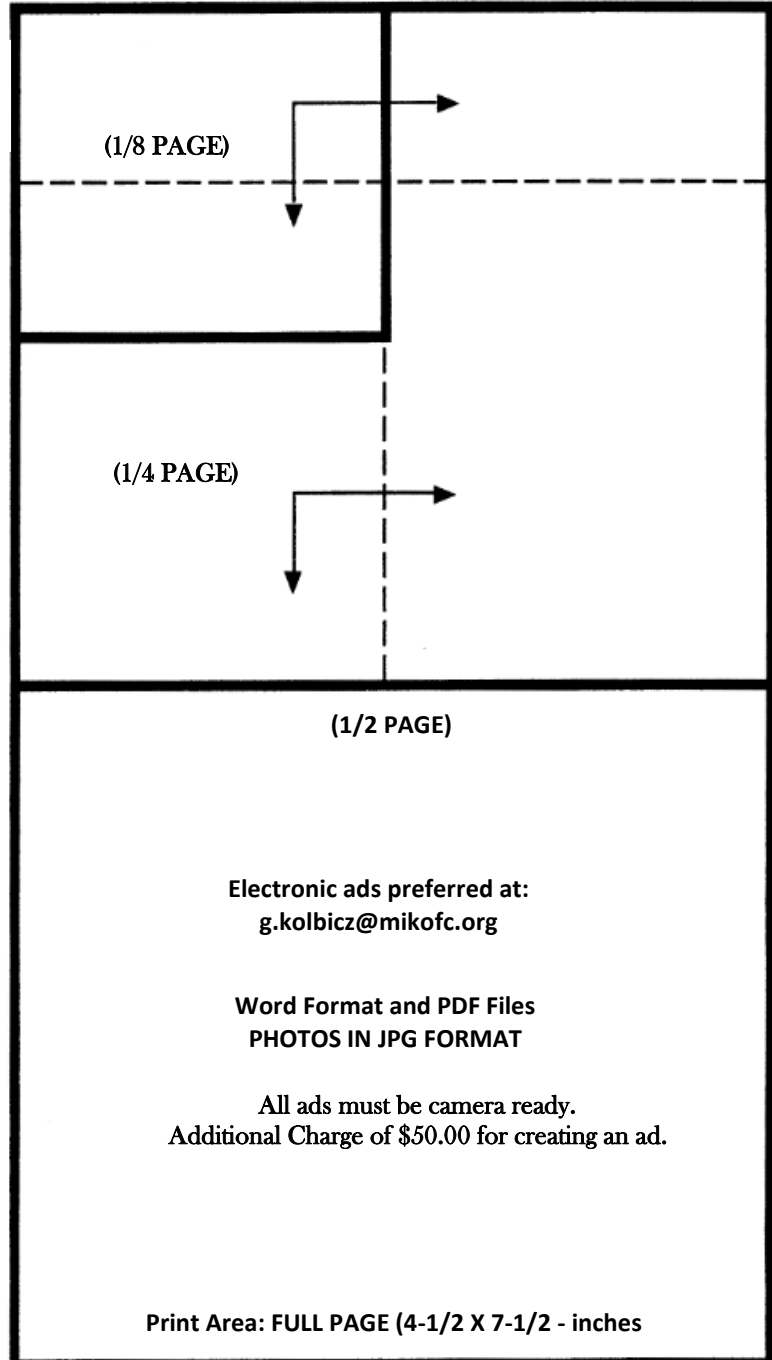 (1/8 PAGE)
(1/4 PAGE)
(1/2 PAGE)
Electronic ads preferred at:
g.kolbicz@mikofc.org
Word Format and PDF Files
PHOTOS IN JPG FORMAT
All ads must be camera ready.
Additional Charge of $50.00 for creating an ad.
Print Area: FULL PAGE (4-1/2 X 7-1/2 - inches